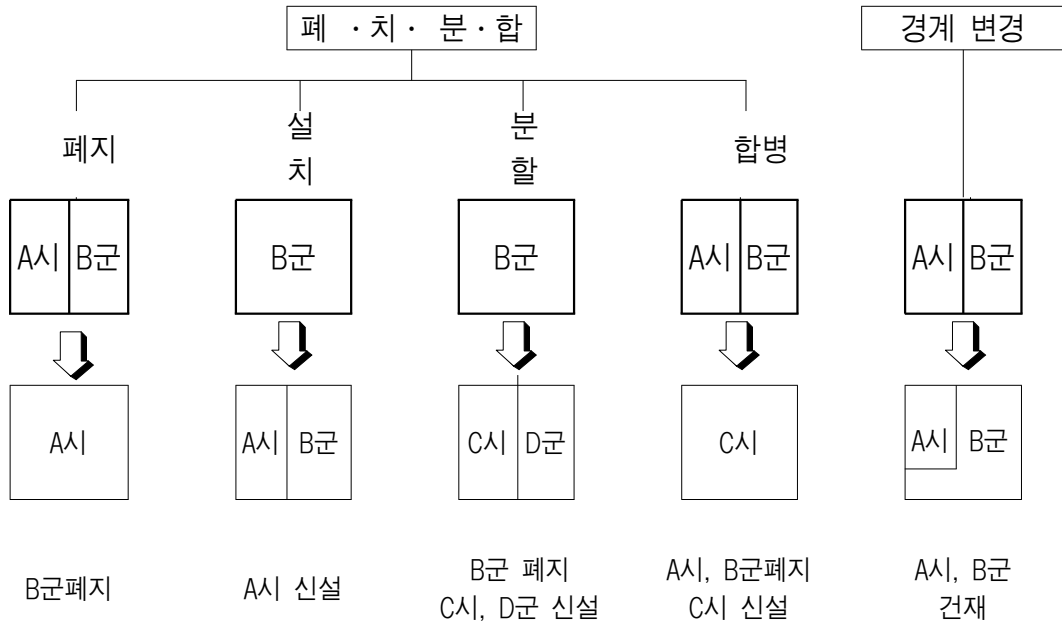 폐 ·치· 분·합
경계 변경
폐지
설
치
분
할
합병
A시 B군
B군
B군
A시 B군
A시 B군
A시
A시 B군
C시 D군
C시
A시 B군
B군폐지
A시 신설
B군 폐지
C시, D군 신설
A시, B군폐지
C시 신설
A시, B군
건재